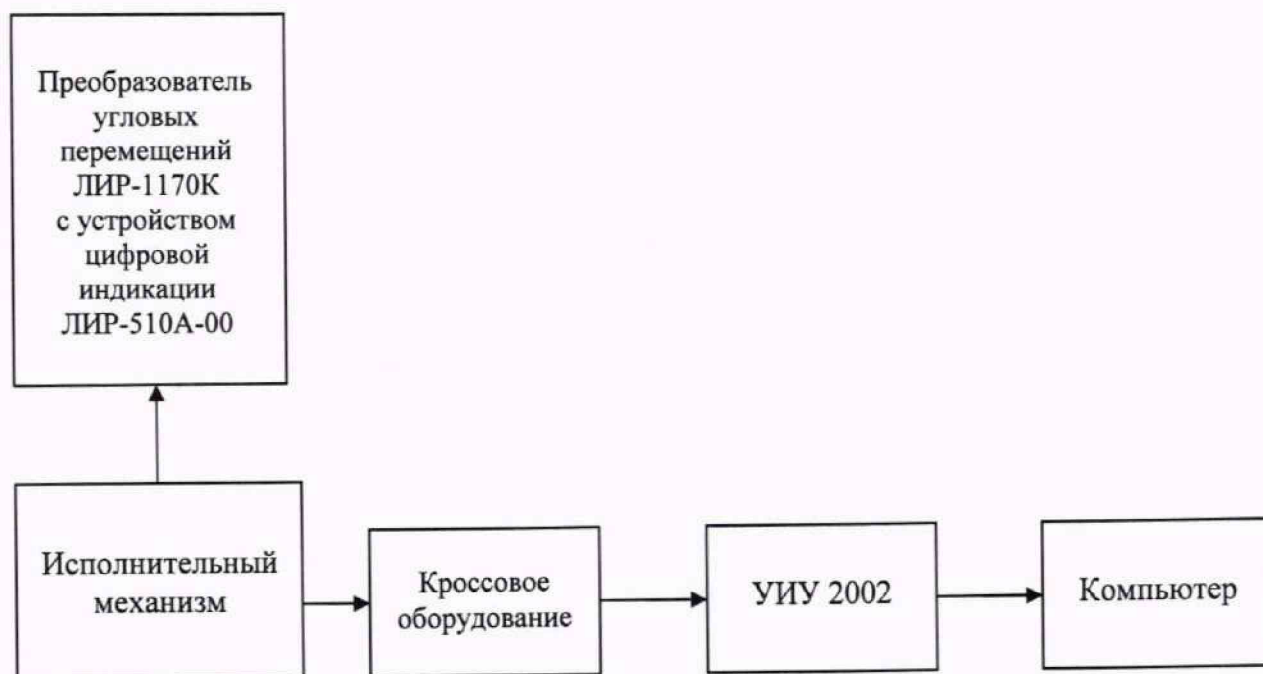 Преобразователь
угловых
перемещений
ЛИР-1170К
с устройством
цифровой
индикации
ЛИР-510А-00
Исполнительный
механизм
Кроссовое
оборудование
УИУ 2002
Компьютер